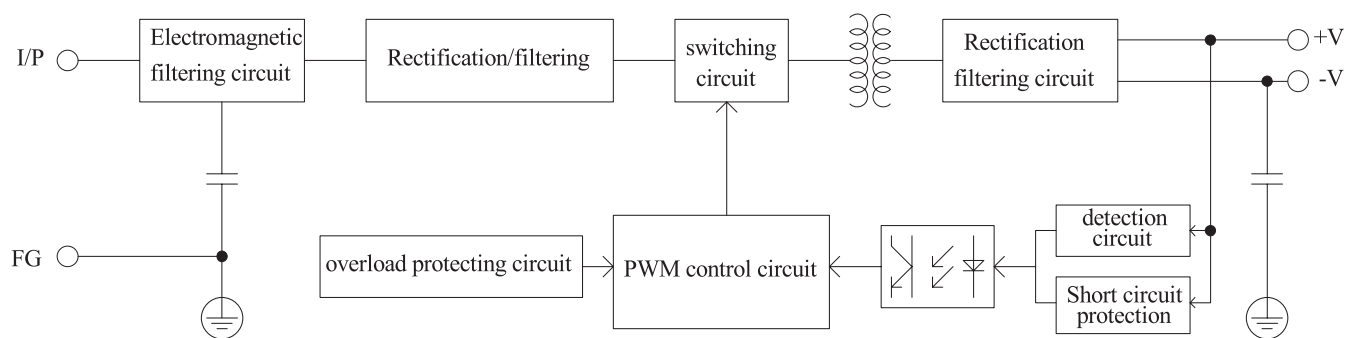 I/P
Electromagnetic
filtering circuit
Rectification/filtering
switching
circuit
Rectification
filtering circuit
+V
-V
FG
overload protecting circuit
PWM control circuit
detection
circuit
Short circuit
protection